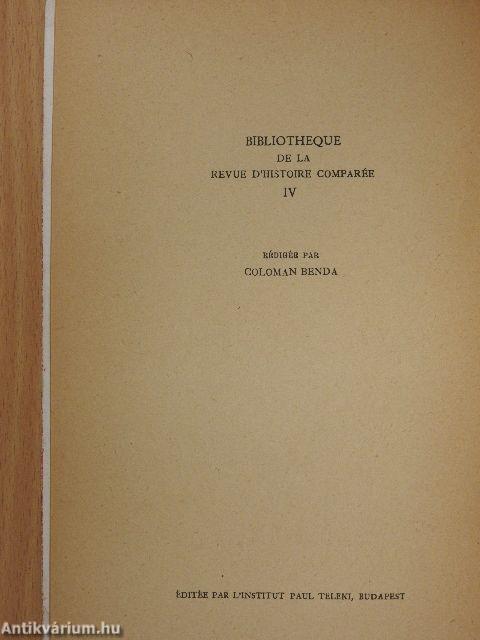 BIBLIOTHEQUE
DE LA
REVUE D'HISTOIRE COMPARÉE
IV
RÉDIGÉE PAR
COLOMAN BENDA
ÉDITÉE PAR L'INSTITUT PAUL TELEKI, BUDAPEST
Antikvárium.hu